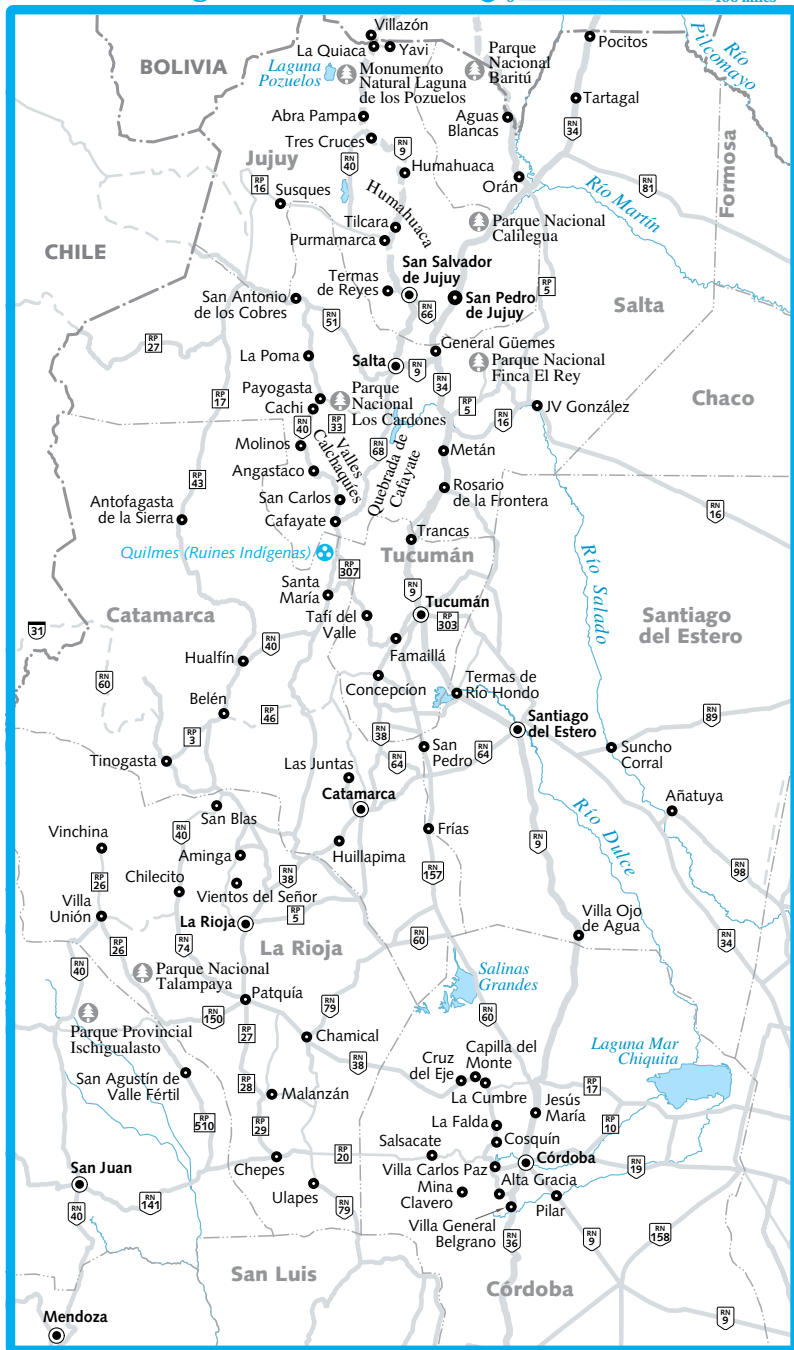 Villazón
La Quiaca
Yavi
Pocitos
Río
Pilcomayo
BOLIVIA
Laguna
Pozuelos
Monumento
Natural Laguna
de los Pozuelos
Parque
Nacional
Baritú
Tartagal
Abra Pampa
Aguas
Blancas
RN
34
Tres Cruces
RN
9
RN
40
Jujuy
Humahuaca
Formosa
RP
16
Susques
Orán
RN
81
Río Martín
Humahuaca
Tilcara
Parque Nacional
Calilegua
Purmamarca
CHILE
San Salvador
de Jujuy
Termas
de Reyes
San Antonio
de los Cobres
RN
66
San Pedro
de Jujuy
RP
5
Salta
RN
51
RP
27
General Güemes
La Poma
Salta
RN
9
RN
34
Parque Nacional
Finca El Rey
Payogasta
Cachi
Parque
Nacional
Los Cardones
RP
17
RP
5
Chaco
JV González
RN
40
RP
33
RN
16
Molinos
Valles
Calchaquíes
RN
68
Quebrada de
Cafayate
Metán
Angastaco
RP
43
Rosario
de la Frontera
San Carlos
Antofagasta
de la Sierra
Cafayate
RN
16
Trancas
Quilmes (Ruines Indígenas)
Tucumán
Río Salado
RP
307
Santa
María
RN
9
Tucumán
Catamarca
Tafí del
Valle
RP
303
Santiago
del Estero
31
RN
40
Famaillá
Hualfín
RN
60
Concepcíon
Termas de
Río Hondo
Belén
RP
46
Santiago
del Estero
RN
89
RP
3
RN
38
San
Pedro
RN
64
RN
64
Suncho
Corral
Tinogasta
Las Juntas
Catamarca
Añatuya
San Blas
Río Dulce
RN
40
Vinchina
Frías
Huillapima
RN
9
Aminga
RN
38
RN
157
RN
98
Chilecito
RP
26
Vientos del Señor
Villa
Unión
La Rioja
RP
5
Villa Ojo
de Agua
RN
60
RN
34
RP
26
RN
74
La Rioja
RN
40
Parque Nacional
Talampaya
Salinas
Grandes
Patquía
RN
79
RN
60
RN
150
Parque Provincial
Ischigualasto
RP
27
Chamical
Laguna Mar
Chiquita
RN
38
Cruz
del Eje
Capilla del
Monte
San Agustín de
Valle Fértil
RP
28
Malanzán
La Cumbre
RP
17
Jesús
María
RP
510
RP
29
La Falda
RP
10
Cosquín
Salsacate
RP
20
Chepes
Córdoba
Villa Carlos Paz
RN
19
San Juan
Ulapes
Mina
Clavero
Alta Gracia
RN
141
Pilar
RN
40
RN
79
Villa General
Belgrano
RN
36
RN
9
RN
158
San Luis
Córdoba
Mendoza
RN
9